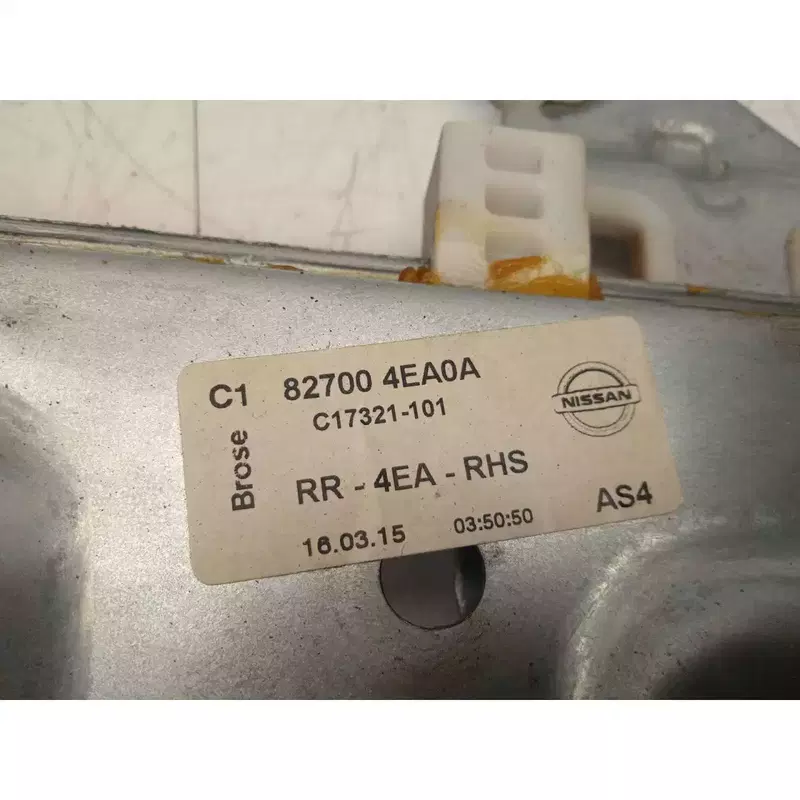 C1 82700 4EA0A
C17321-101
NISSAN
Brose
RR - 4EA - RHS
AS4
16.03.15 03:50:50